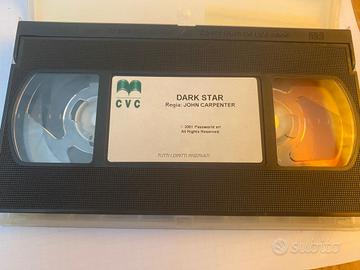 CVC
DARK STAR
Regia: JOHN CARPENTER
© 2001 Passworld srl
All Rights Reserved
TUTTI I DIRITTI RISERVATI
subito